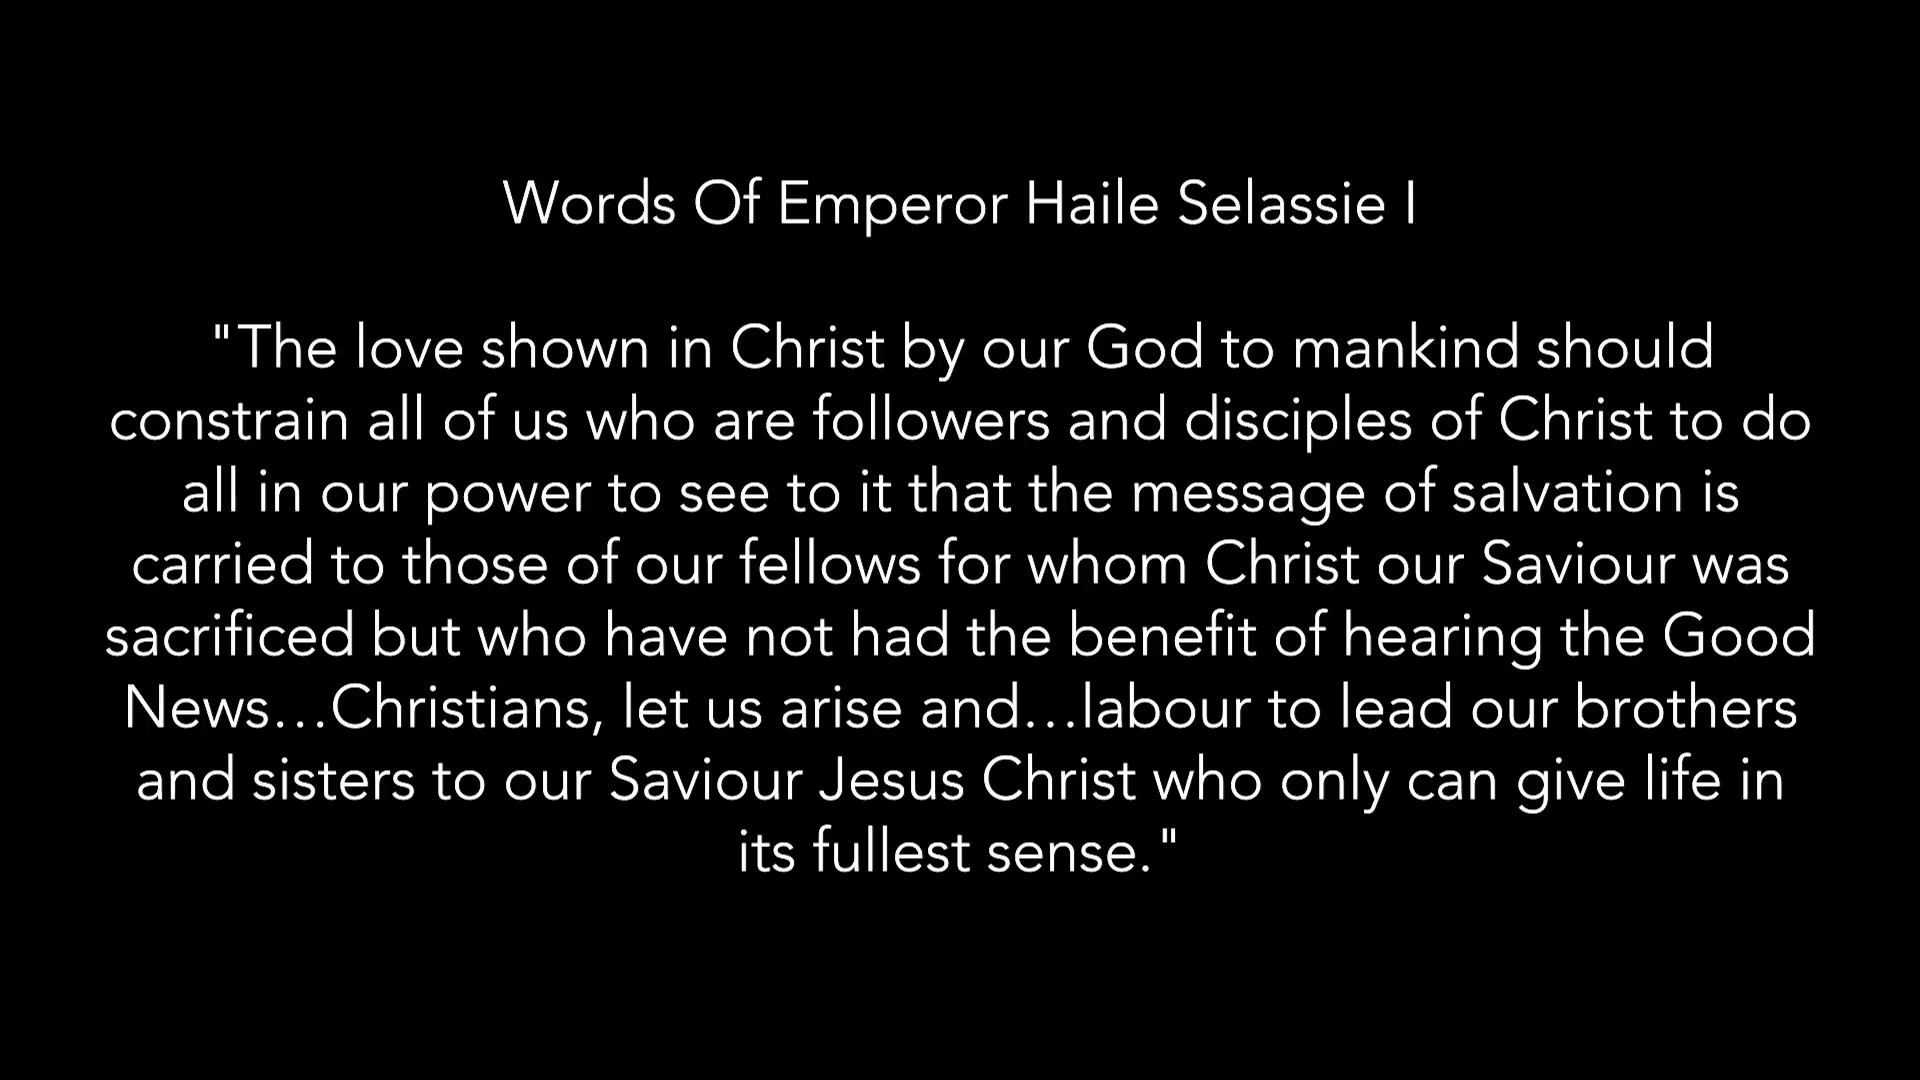 Words Of Emperor Haile Selassie I
"The love shown in Christ by our God to mankind should
constrain all of us who are followers and disciples of Christ to do
all in our power to see to it that the message of salvation is
carried to those of our fellows for whom Christ our Saviour was
sacrificed but who have not had the benefit of hearing the Good
News...Christians, let us arise and...labour to lead our brothers
and sisters to our Saviour Jesus Christ who only can give life in
its fullest sense."